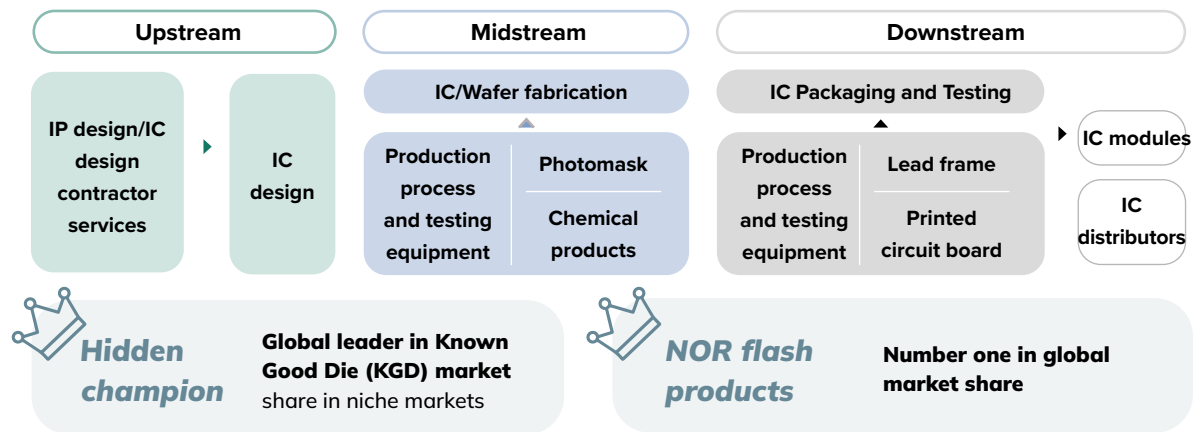 Upstream
Midstream
Downstream
IP design/IC
design
contractor
services
IC
design
IC/Wafer fabrication
Production
process
and testing
equipment
Photomask
Chemical
products
IC Packaging and Testing
Production
process
and testing
equipment
Lead frame
Printed
circuit board
IC modules
IC
distributors
Hidden
champion
Global leader in Known
Good Die (KGD) market
share in niche markets
NOR flash
products
Number one in global
market share